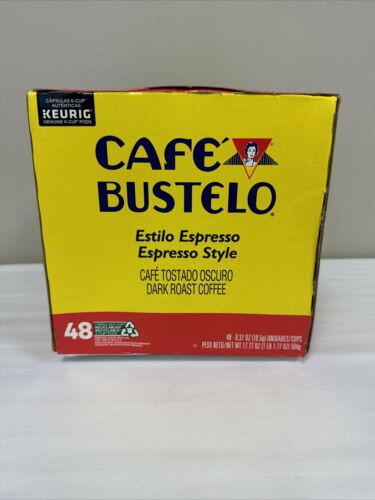 CÁPSULAS K-CUP®
AUTÉNTICAS
KEURIG
GENUINE K-CUP® PODS
CAFÉ
BUSTELO®
Estilo Espresso
Espresso Style
CAFÉ TOSTADO OSCURO
DARK ROAST COFFEE
48
48 - 0.37 OZ (10.5g) UNIDADES/CUPS
PESO NETO/NET WT 17.77 OZ (1 LB 1.77 OZ) 504g